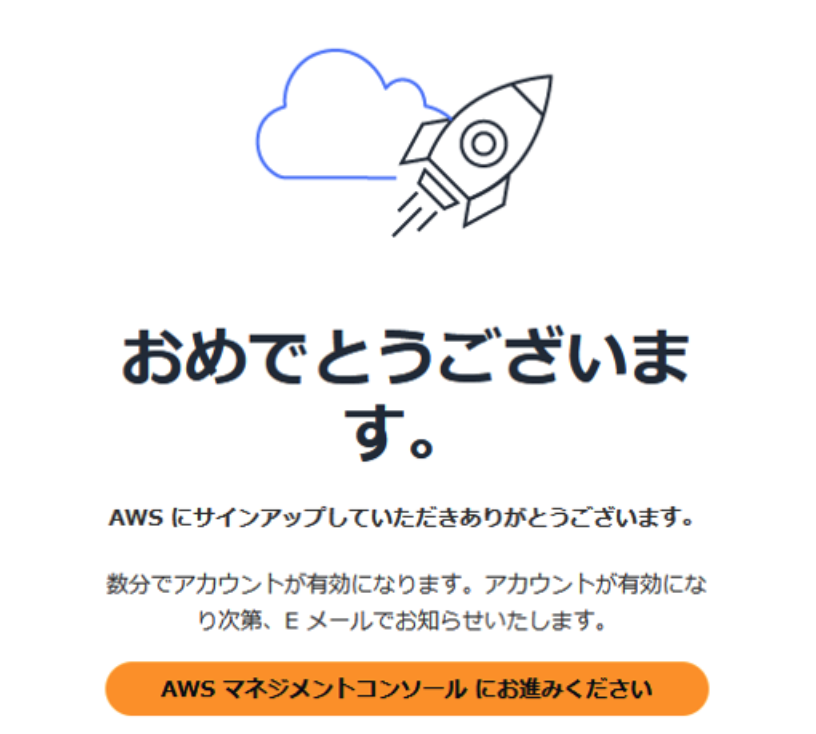 おめでとうございま
す。
AWS にサインアップしていただきありがとうございます。
数分でアカウントが有効になります。アカウントが有効にな
り次第、E メールでお知らせいたします。
AWS マネジメントコンソール にお進みください